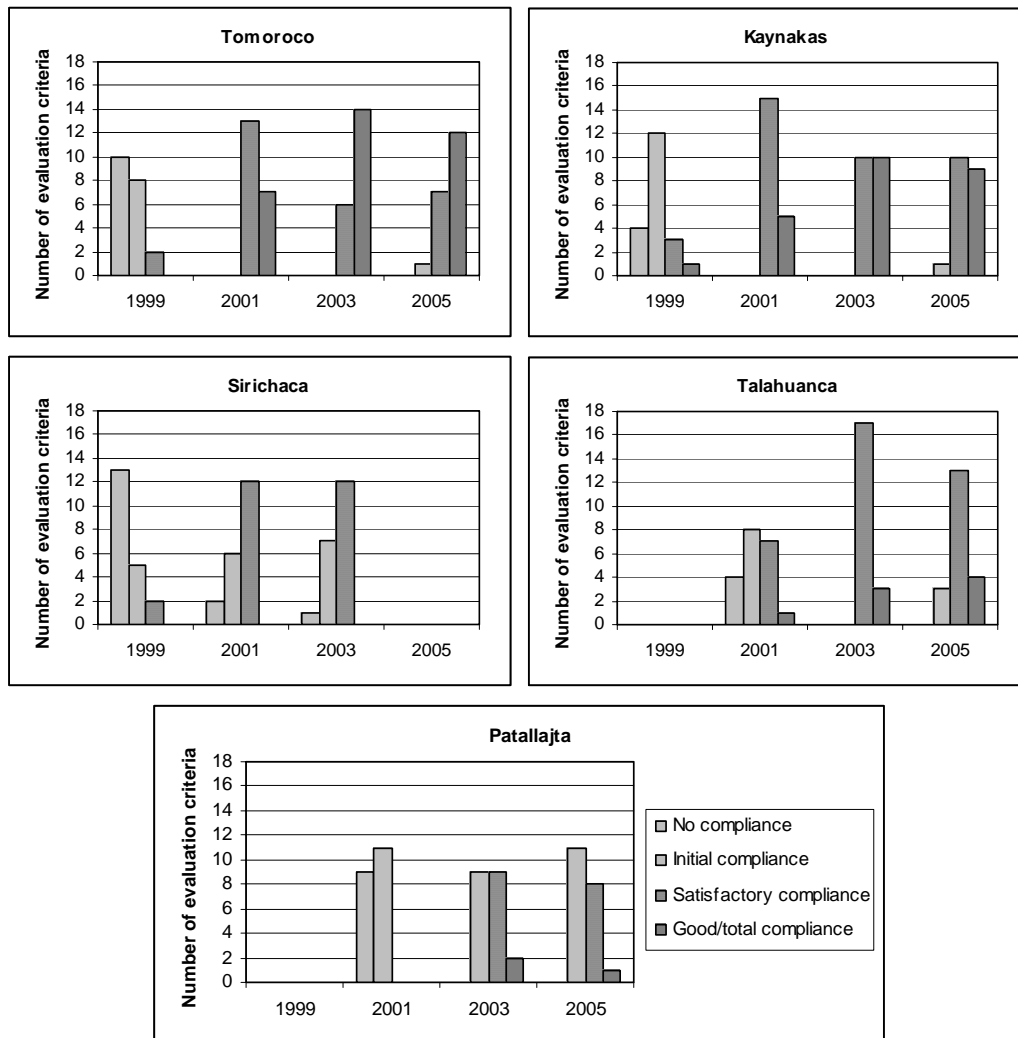 Tomoroco
Number of evaluation criteria
18
16
14
12
10
8
6
4
2
0
1999 2001 2003 2005
Kaynakas
Number of evaluation criteria
18
16
14
12
10
8
6
4
2
0
1999 2001 2003 2005
Sirichaca
Number of evaluation criteria
18
16
14
12
10
8
6
4
2
0
1999 2001 2003 2005
Talahuanca
Number of evaluation criteria
18
16
14
12
10
8
6
4
2
0
1999 2001 2003 2005
Patallajta
Number of evaluation criteria
18
16
14
12
10
8
6
4
2
0
1999 2001 2003 2005
No compliance
Initial compliance
Satisfactory compliance
Good/total compliance